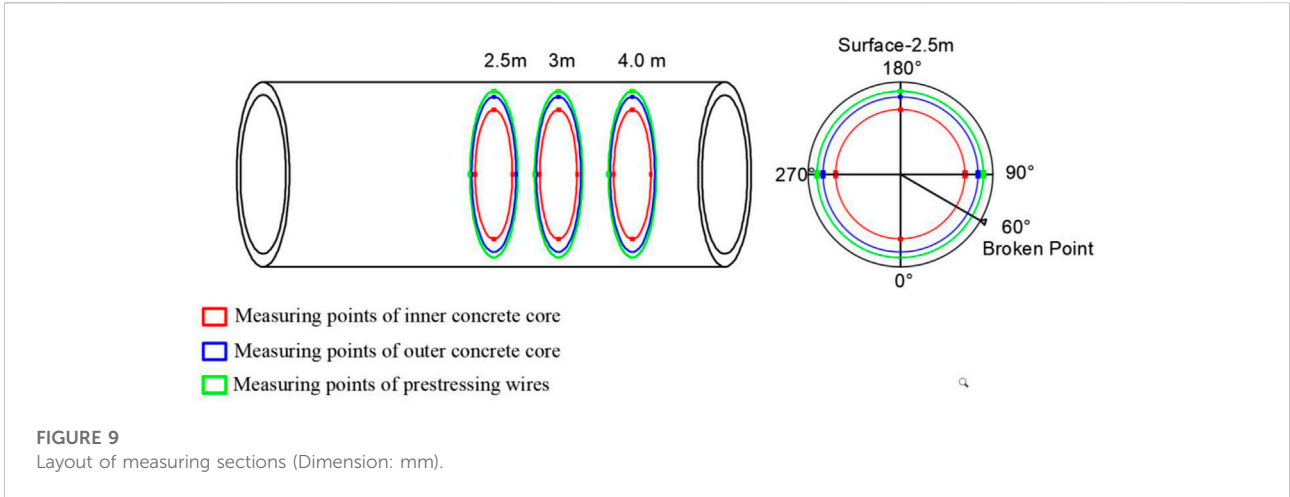 2.5m 3m 4.0 m
Surface-2.5m
180°
270°
90°
60°
Broken Point
0°
Measuring points of inner concrete core
Measuring points of outer concrete core
Measuring points of prestressing wires
FIGURE 9
Layout of measuring sections (Dimension: mm).